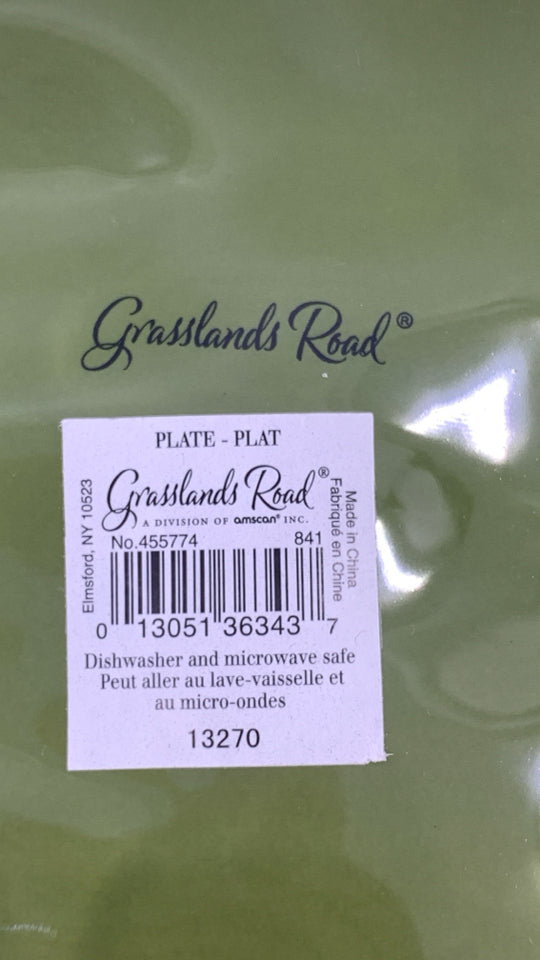 Grasslands Road®
PLATE - PLAT
Grasslands Road®
A DIVISION OF amscan® INC.
Elmsford, NY 10523
Made in China
Fabriqué en Chine
No.455774 841
0 13051 36343 7
Dishwasher and microwave safe
Peut aller au lave-vaisselle et
au micro-ondes
13270